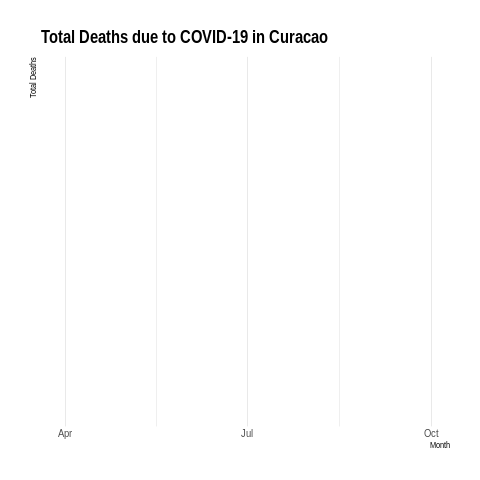 Total Deaths due to COVID-19 in Curacao
Total Deaths
Apr Jul Oct
Month